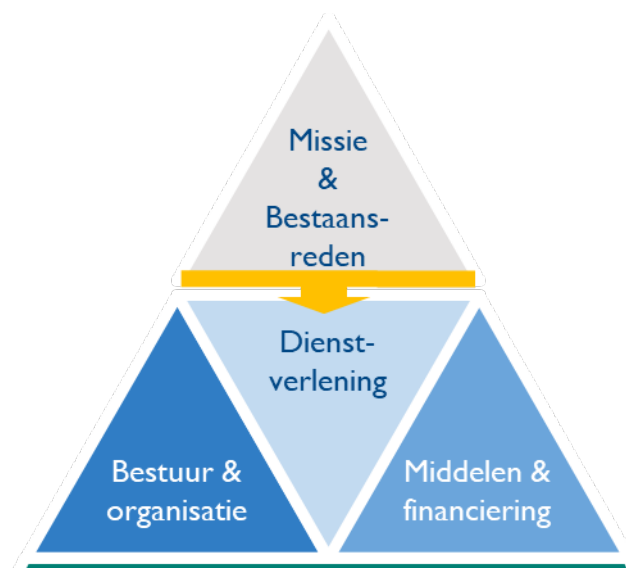 Missie
&
Bestaans-
reden
Dienst-
verlening
Bestuur &
organisatie
Middelen &
financiering